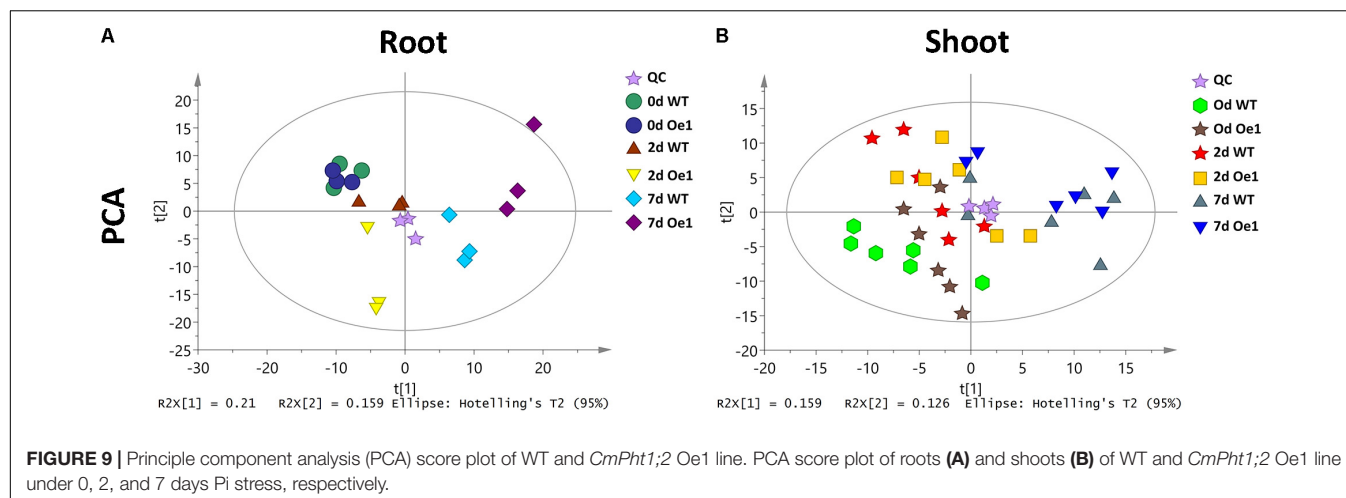 A
Root
B
Shoot
PCA
t[2]
20
15
10
5
0
-5
-10
-15
-20
-25
-30
-20
-10
0
10
20
t[1]
R2X[1] = 0.21 R2X[2] = 0.159 Ellipse: Hotelling's T2 (95%)
QC
0d WT
0d Oe1
2d WT
2d Oe1
7d WT
7d Oe1
t[2]
15
10
5
0
-5
-10
-15
-20
-20
-15
-10
-5
0
5
10
15
t[1]
R2X[1] = 0.159 R2X[2] = 0.126 Ellipse: Hotelling's T2 (95%)
QC
Od WT
Od Oe1
2d WT
2d Oe1
7d WT
7d Oe1
FIGURE 9 | Principle component analysis (PCA) score plot of WT and CmPht1;2 Oe1 line. PCA score plot of roots (A) and shoots (B) of WT and CmPht1;2 Oe1 line
under 0, 2, and 7 days Pi stress, respectively.